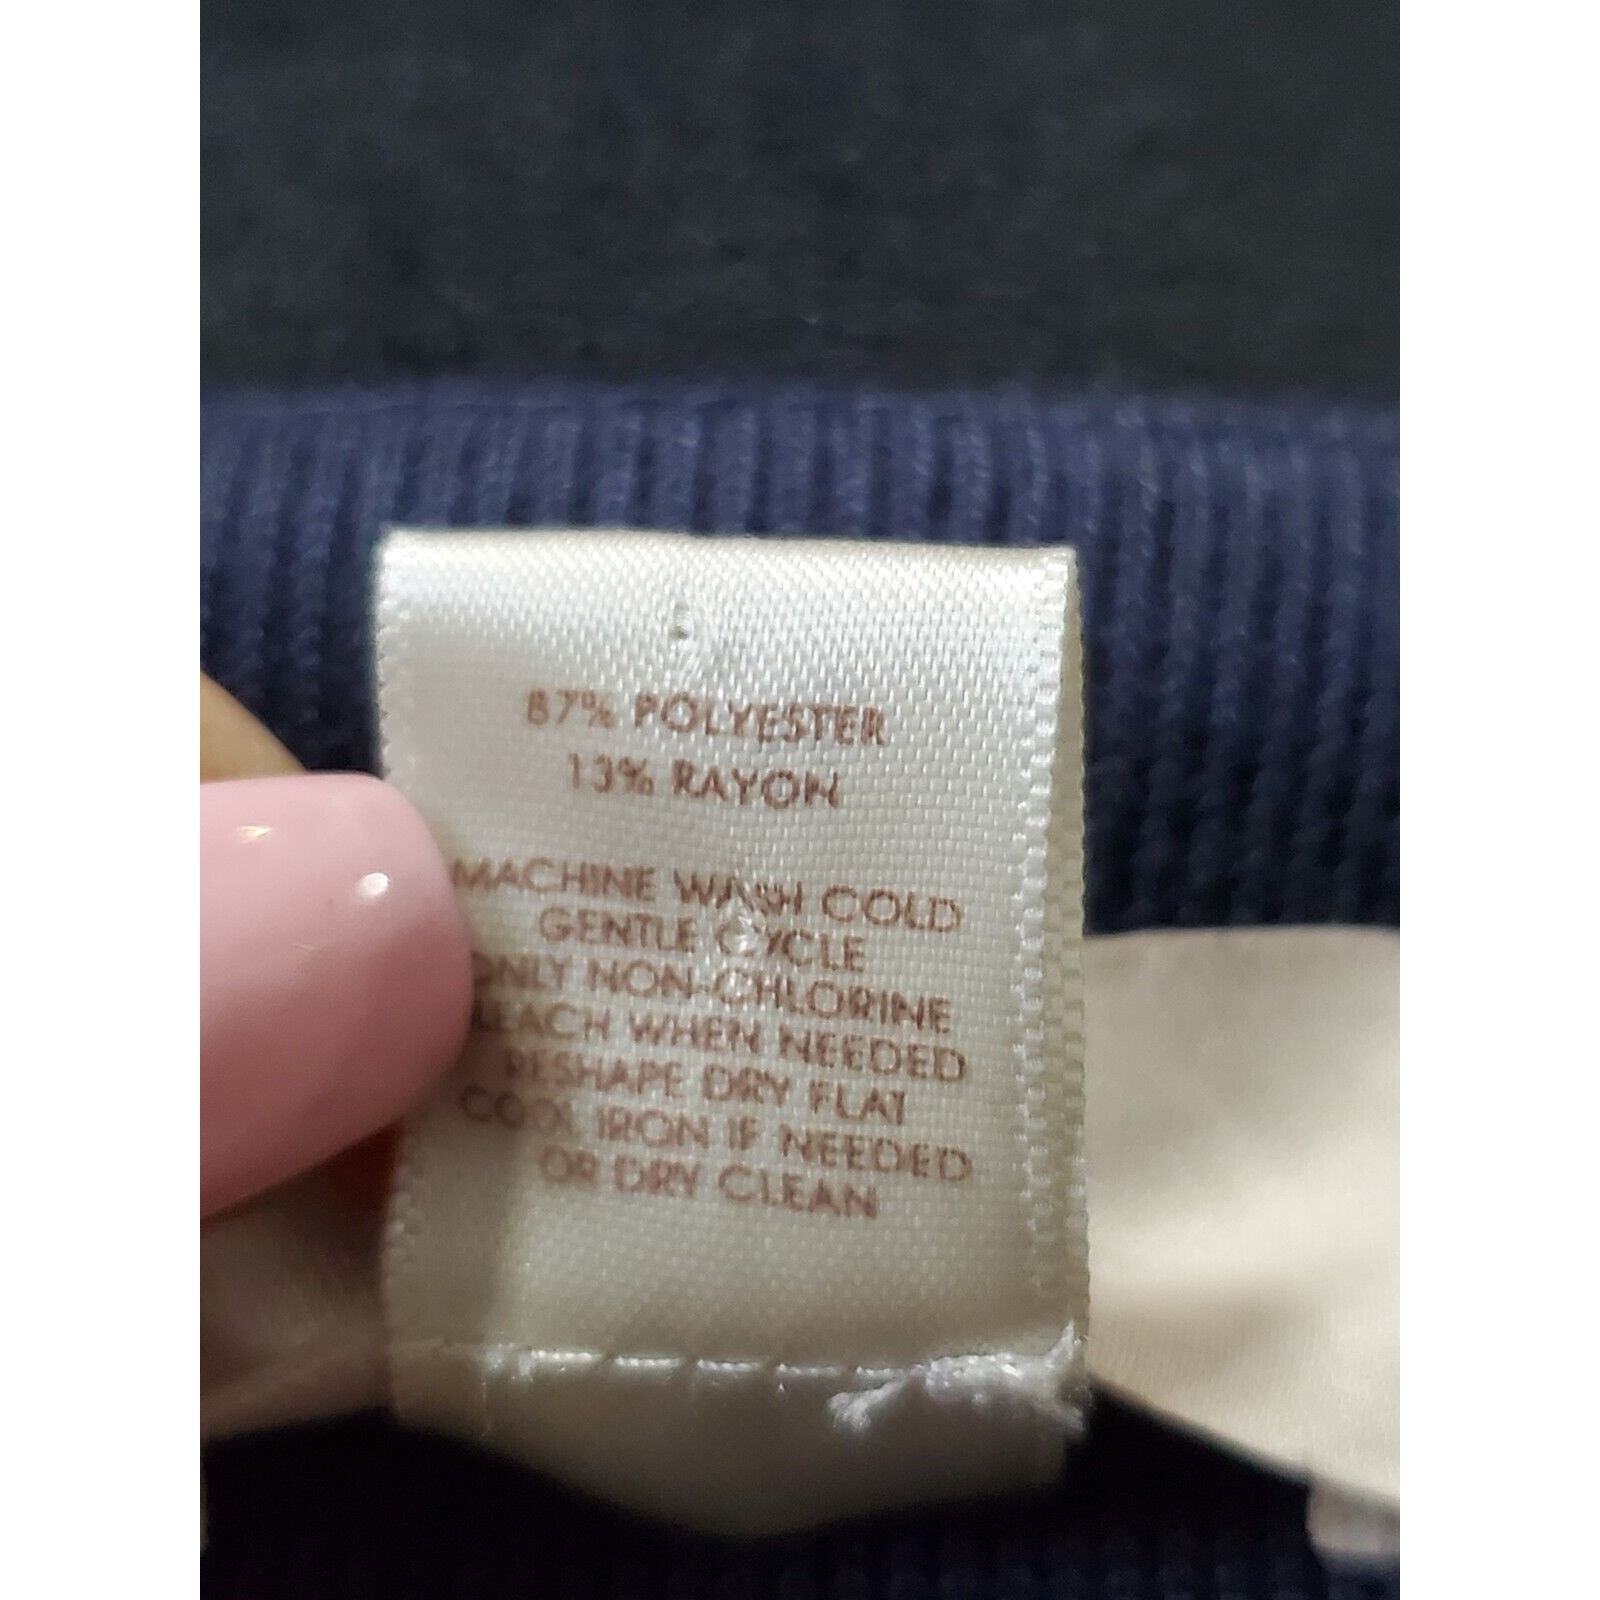 87% POLYESTER
13% RAYON
MACHINE WASH COLD
GENTLE CYCLE
ONLY NON-CHLORINE
BLEACH WHEN NEEDED
RESHAPE DRY FLAT
COOL IRON IF NEEDED
OR DRY CLEAN